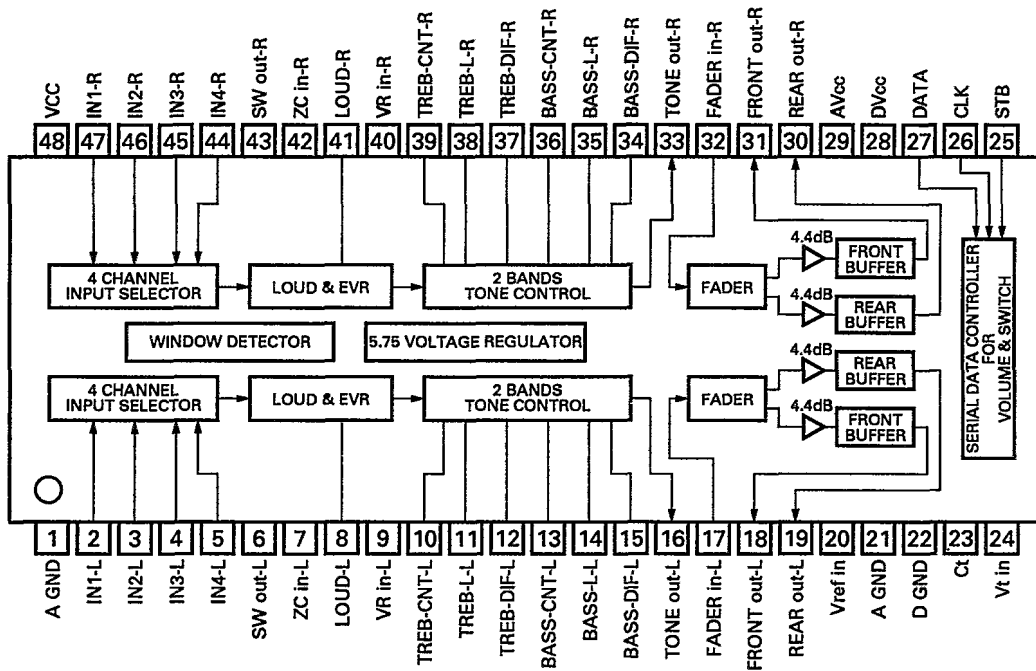 VCC
IN1-R
IN2-R
IN3-R
IN4-R
SW out-R
ZC in-R
LOUD-R
VR in-R
TREB-CNT-R
TREB-L-R
TREB-DIF-R
BASS-CNT-R
BASS-L-R
BASS-DIF-R
TONE out-R
FADER in-R
FRONT out-R
REAR out-R
AVcc
DVcc
DATA
CLK
STB
48 47 46 45 44 43 42 41 40 39 38 37 36 35 34 33 32 31 30 29 28 27 26 25
4 CHANNEL
INPUT SELECTOR
LOUD & EVR
2 BANDS
TONE CONTROL
FADER
4.4dB
FRONT
BUFFER
4.4dB
REAR
BUFFER
WINDOW DETECTOR
5.75 VOLTAGE REGULATOR
4 CHANNEL
INPUT SELECTOR
LOUD & EVR
2 BANDS
TONE CONTROL
FADER
4.4dB
REAR
BUFFER
4.4dB
FRONT
BUFFER
SERIAL DATA CONTROLLER
FOR
VOLUME & SWITCH
1 2 3 4 5 6 7 8 9 10 11 12 13 14 15 16 17 18 19 20 21 22 23 24
A GND
IN1-L
IN2-L
IN3-L
IN4-L
SW out-L
ZC in-L
LOUD-L
VR in-L
TREB-CNT-L
TREB-L-L
TREB-DIF-L
BASS-CNT-L
BASS-L-L
BASS-DIF-L
TONE out-L
FADER in-L
FRONT out-L
REAR out-L
Vref in
A GND
D GND
Ct
Vt in